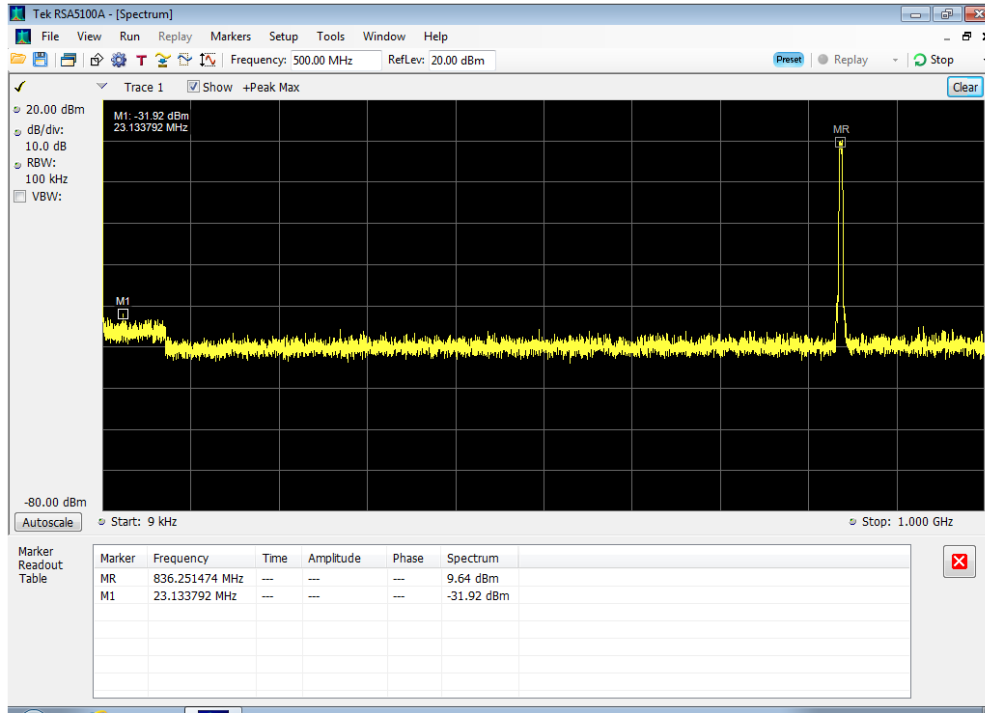 Tek RSA5100A - [Spectrum]
File View Run Replay Markers Setup Tools Window Help
T Frequency: 500.00 MHz RefLev: 20.00 dBm Preset Replay Stop
Trace 1 Show +Peak Max Clear
20.00 dBm
dB/div:
10.0 dB
RBW:
100 kHz
VBW:
M1: -31.92 dBm
23.133792 MHz
MR
M1
-80.00 dBm
Autoscale Start: 9 kHz Stop: 1.000 GHz
Marker Readout Table
Marker Frequency Time Amplitude Phase Spectrum
MR 836.251474 MHz --- --- --- 9.64 dBm
M1 23.133792 MHz --- --- --- -31.92 dBm